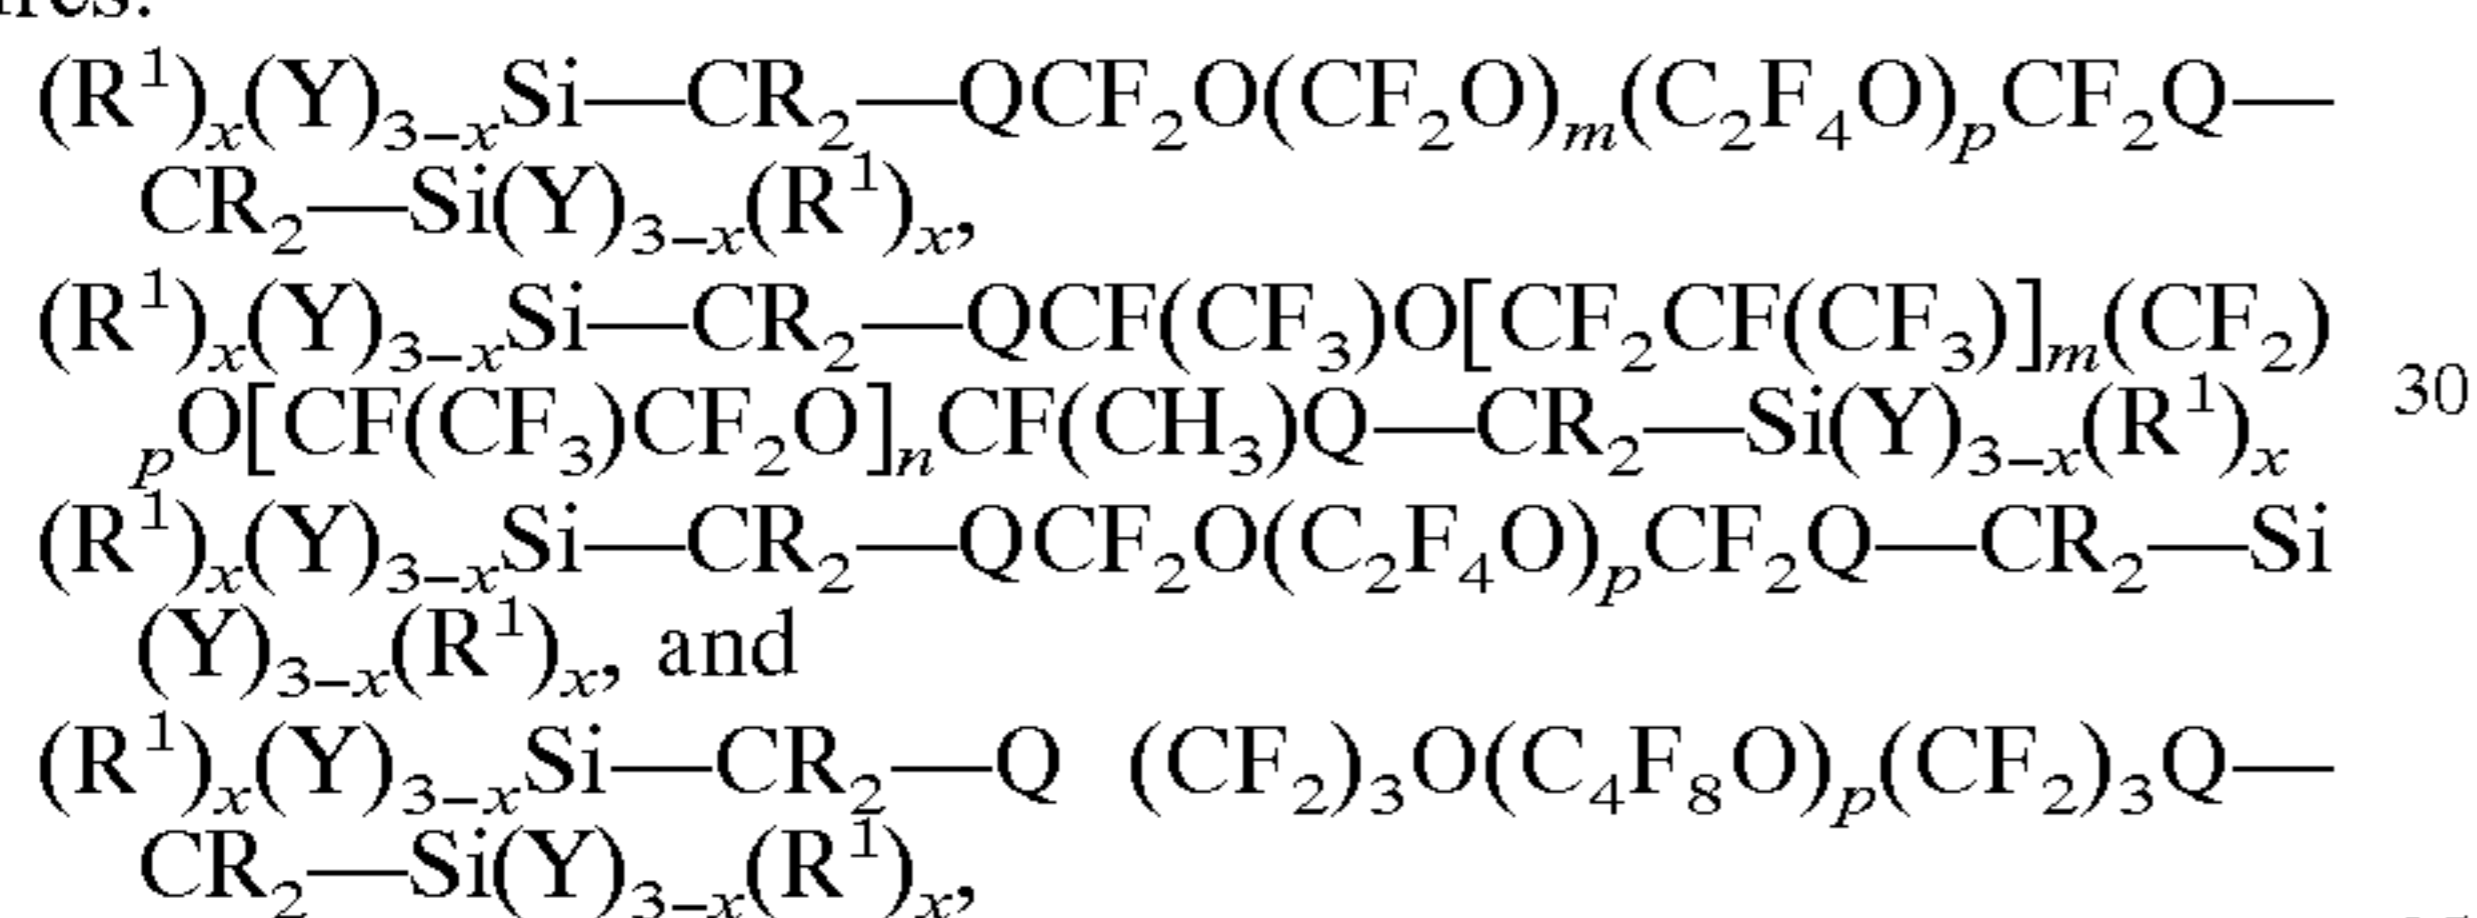 (R¹)ₓ(Y)₃₋ₓSi—CR₂—QCF₂O(CF₂O)ₘ(C₂F₄O)ₚCF₂Q—
CR₂—Si(Y)₃₋ₓ(R¹)ₓ,
(R¹)ₓ(Y)₃₋ₓSi—CR₂—QCF(CF₃)O[CF₂CF(CF₃)]ₘ(CF₂)
ₚO[CF(CF₃)CF₂O]ₙCF(CH₃)Q—CR₂—Si(Y)₃₋ₓ(R¹)ₓ 30
(R¹)ₓ(Y)₃₋ₓSi—CR₂—QCF₂O(C₂F₄O)ₚCF₂Q—CR₂—Si
(Y)₃₋ₓ(R¹)ₓ, and
(R¹)ₓ(Y)₃₋ₓSi—CR₂—Q (CF₂)₃O(C₄F₈O)ₚ(CF₂)₃Q—
CR₂—Si(Y)₃₋ₓ(R¹)ₓ,